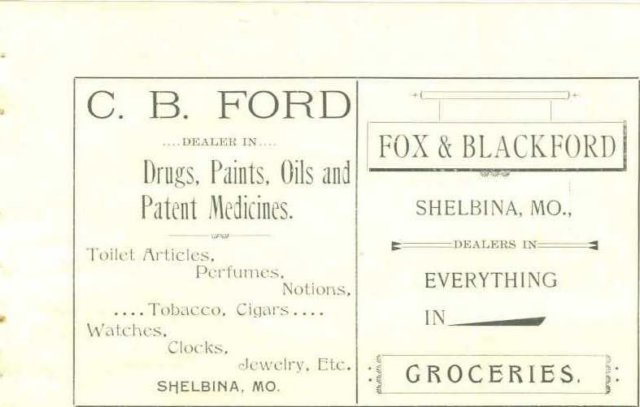 C. B. FORD
....DEALER IN....
Drugs, Paints, Oils and
Patent Medicines.
Toilet Articles,
Perfumes,
Notions,
....Tobacco, Cigars....
Watches,
Clocks,
Jewelry, Etc.
SHELBINA, MO.
FOX & BLACKFORD
SHELBINA, MO.,
DEALERS IN
EVERYTHING
IN
GROCERIES.